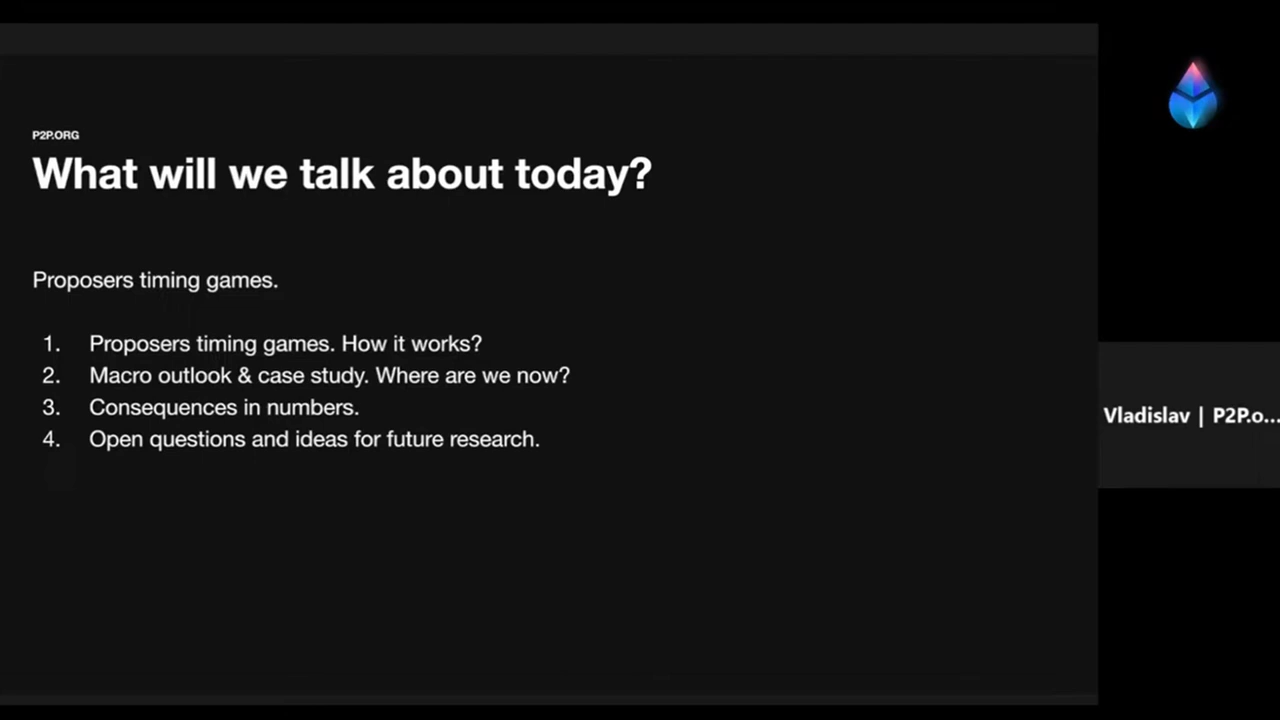 P2P.ORG
What will we talk about today?
Proposers timing games.
1. Proposers timing games. How it works?
2. Macro outlook & case study. Where are we now?
3. Consequences in numbers.
4. Open questions and ideas for future research.
Vladislav | P2P.o...